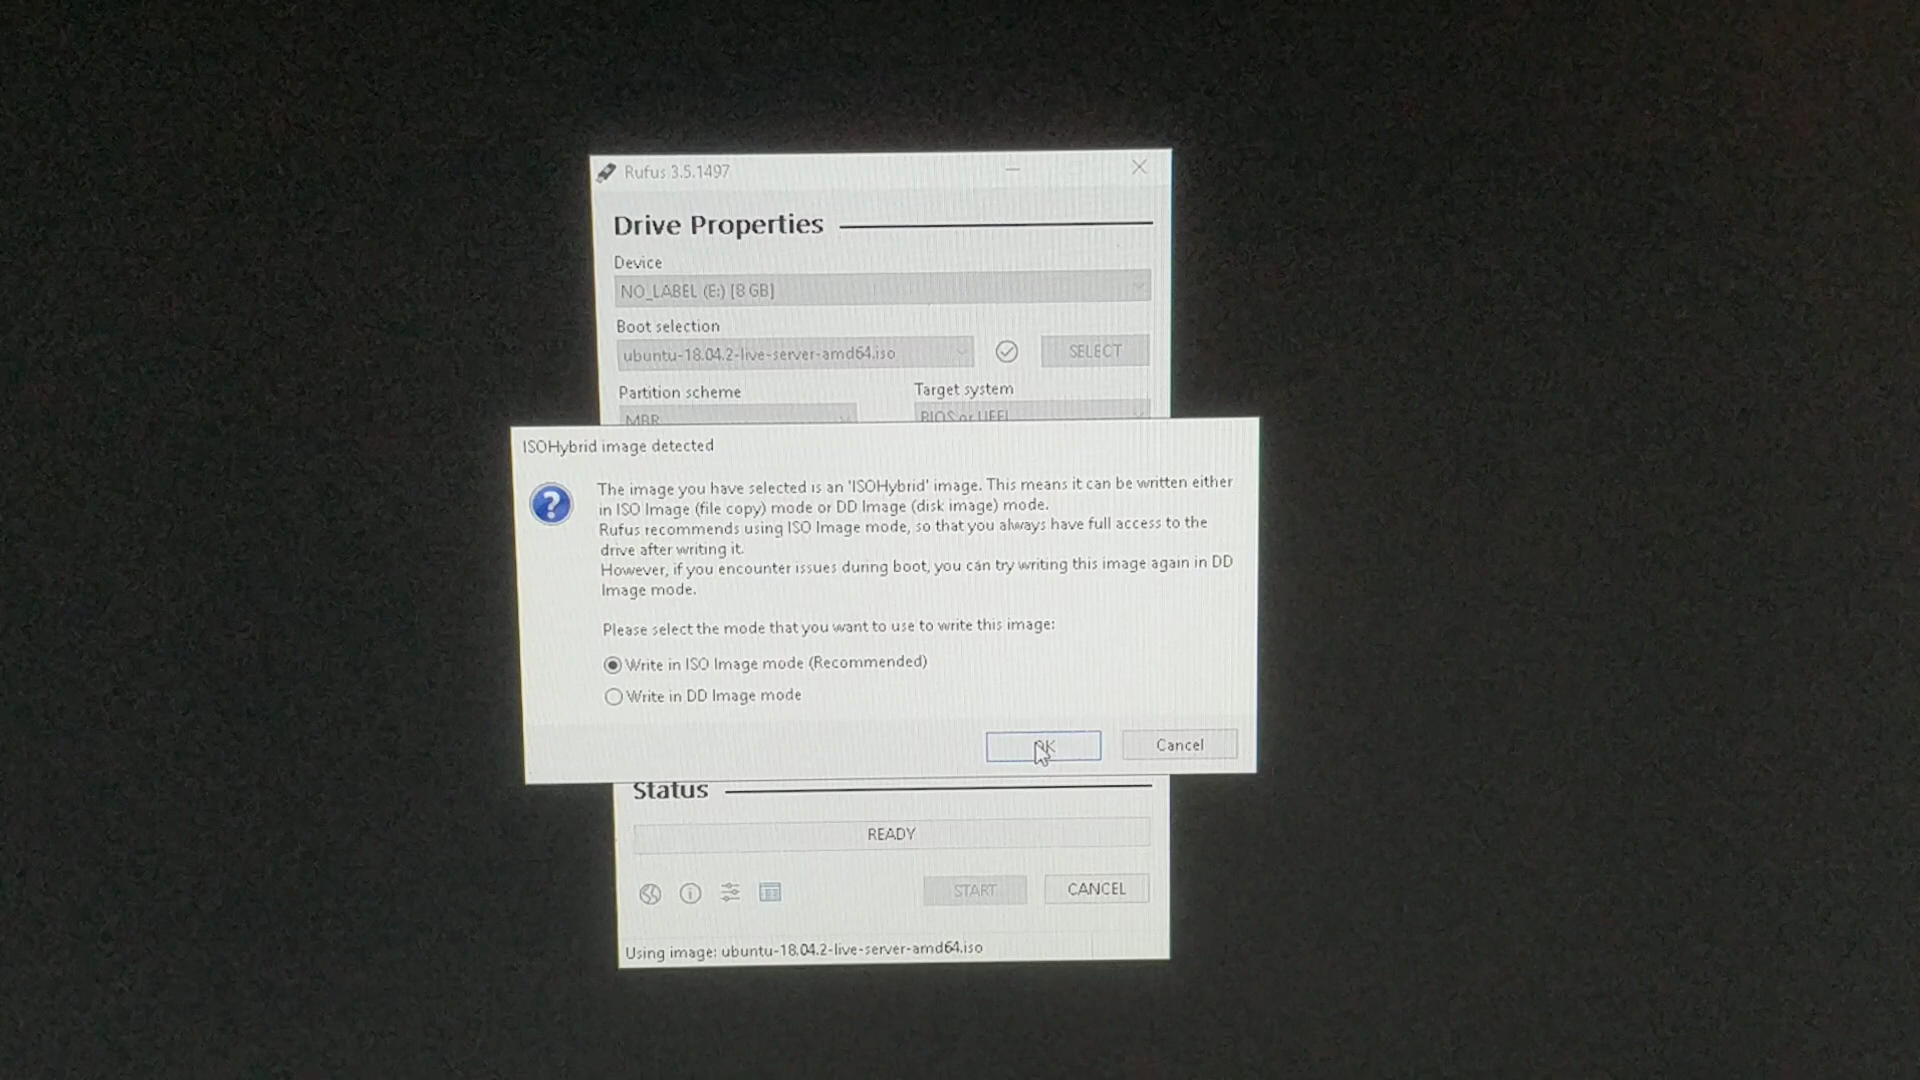 Rufus 3.5.1497
Drive Properties
Device
NO_LABEL (E:) [8 GB]
Boot selection
ubuntu-18.04.2-live-server-amd64.iso
SELECT
Partition scheme
Target system
MBR
BIOS or UEFI
ISOHybrid image detected
The image you have selected is an 'ISOHybrid' image. This means it can be written either
in ISO Image (file copy) mode or DD Image (disk image) mode.
Rufus recommends using ISO Image mode, so that you always have full access to the
drive after writing it.
However, if you encounter issues during boot, you can try writing this image again in DD
Image mode.
Please select the mode that you want to use to write this image:
Write in ISO Image mode (Recommended)
Write in DD Image mode
OK
Cancel
Status
READY
START
CANCEL
Using image: ubuntu-18.04.2-live-server-amd64.iso